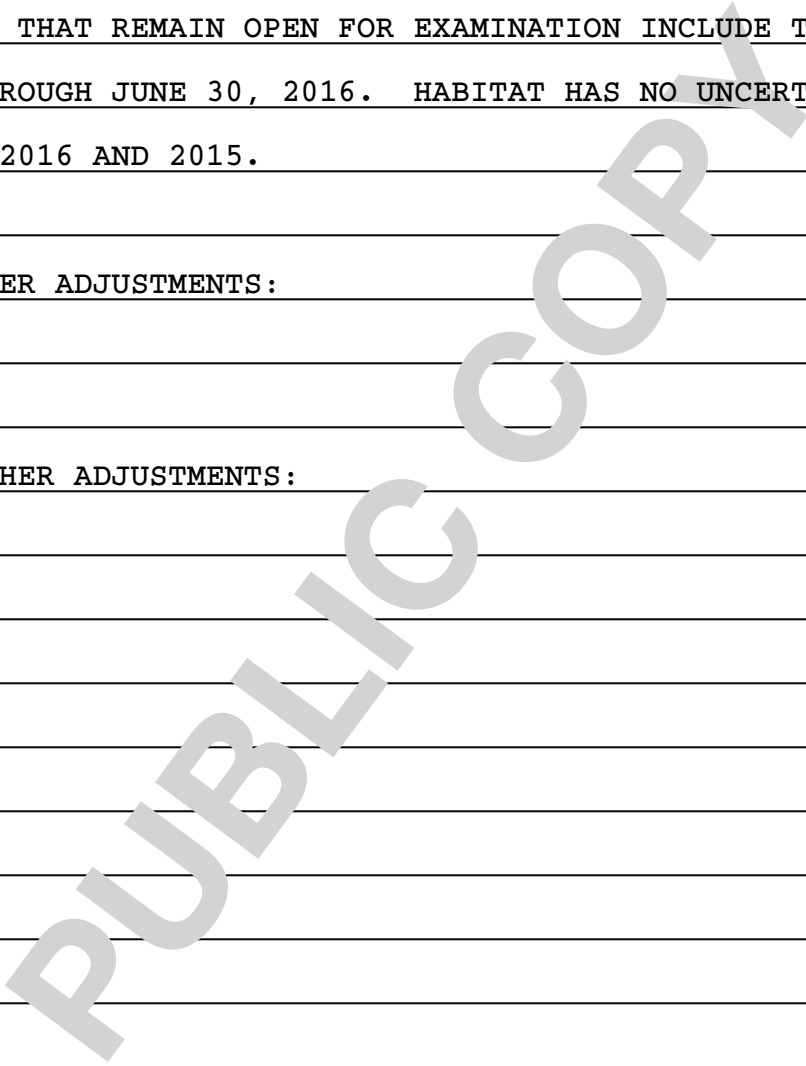 THAT REMAIN OPEN FOR EXAMINATION INCLUDE T
ROUGH JUNE 30, 2016. HABITAT HAS NO UNCERT
2016 AND 2015.
ER ADJUSTMENTS:
HER ADJUSTMENTS:
PUBLIC COPY